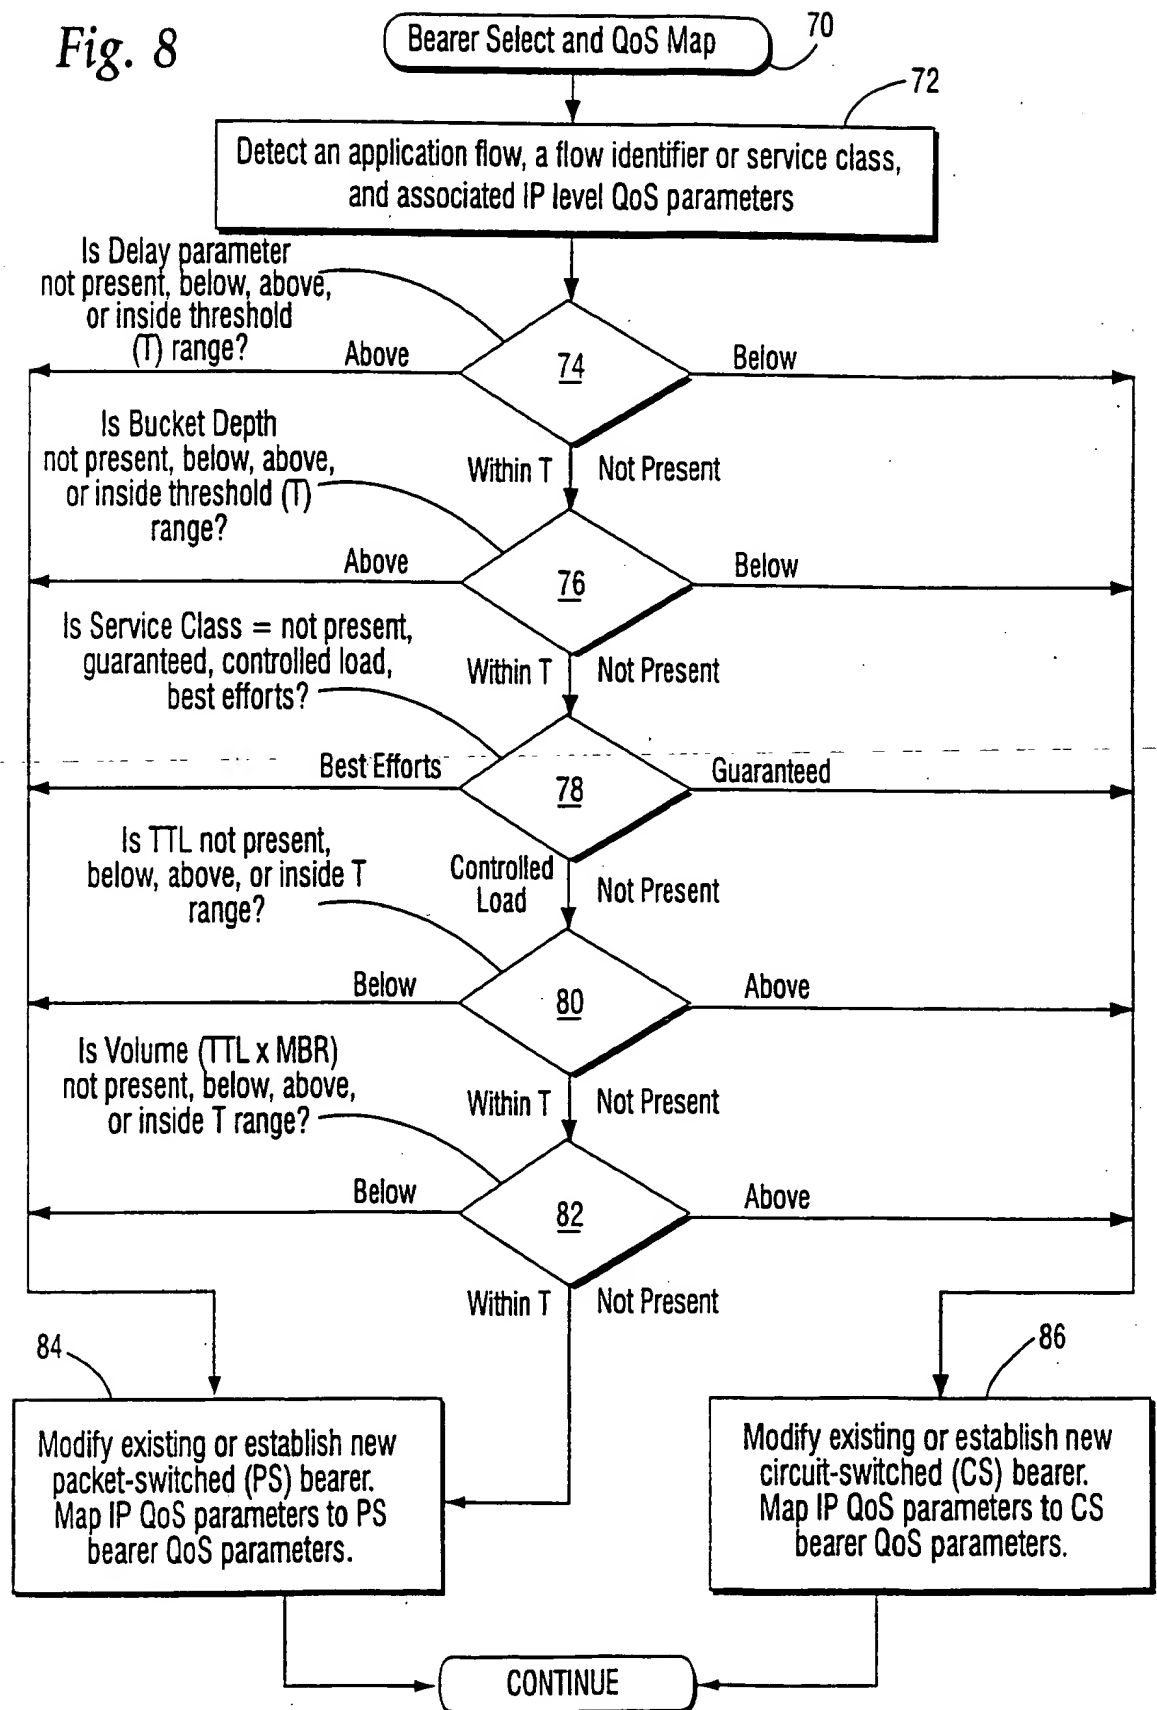 Fig. 8
Bearer Select and QoS Map
70
72
Detect an application flow, a flow identifier or service class,
and associated IP level QoS parameters
Is Delay parameter
not present, below, above,
or inside threshold
(T) range?
Above
74
Below
Within T
Not Present
Is Bucket Depth
not present, below, above,
or inside threshold (T)
range?
Above
76
Below
Within T
Not Present
Is Service Class = not present,
guaranteed, controlled load,
best efforts?
Best Efforts
78
Guaranteed
Controlled
Load
Not Present
Is TTL not present,
below, above, or inside T
range?
Below
80
Above
Within T
Not Present
Is Volume (TTL x MBR)
not present, below, above,
or inside T range?
Below
82
Above
Within T
Not Present
84
Modify existing or establish new
packet-switched (PS) bearer.
Map IP QoS parameters to PS
bearer QoS parameters.
86
Modify existing or establish new
circuit-switched (CS) bearer.
Map IP QoS parameters to CS
bearer QoS parameters.
CONTINUE